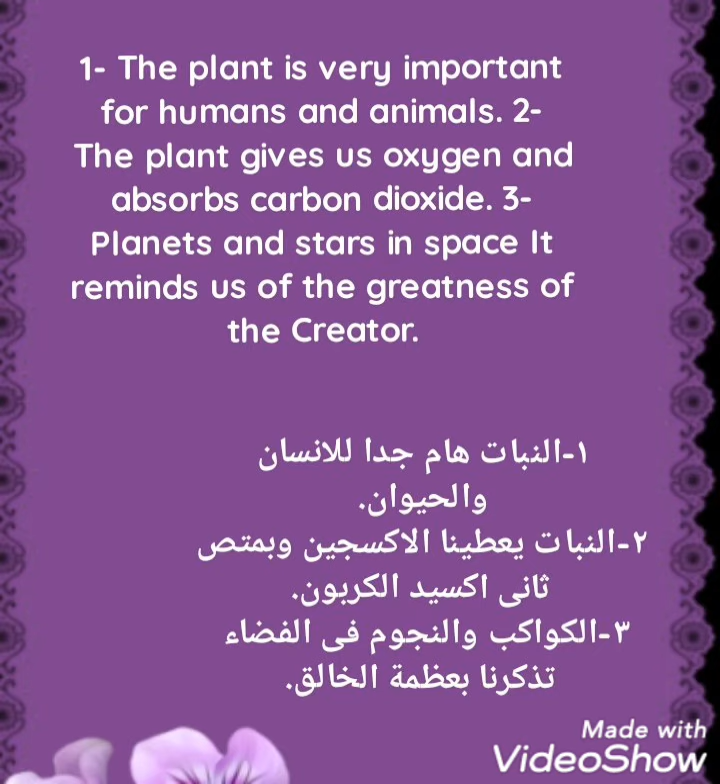 1- The plant is very important
for humans and animals. 2-
The plant gives us oxygen and
absorbs carbon dioxide. 3-
Planets and stars in space It
reminds us of the greatness of
the Creator.
١-النبات هام جدا للانسان
والحيوان.
٢-النبات يعطينا الاكسجين وبمتص
ثانى اكسيد الكربون.
٣-الكواكب والنجوم فى الفضاء
تذكرنا بعظمة الخالق.
Made with
VideoShow